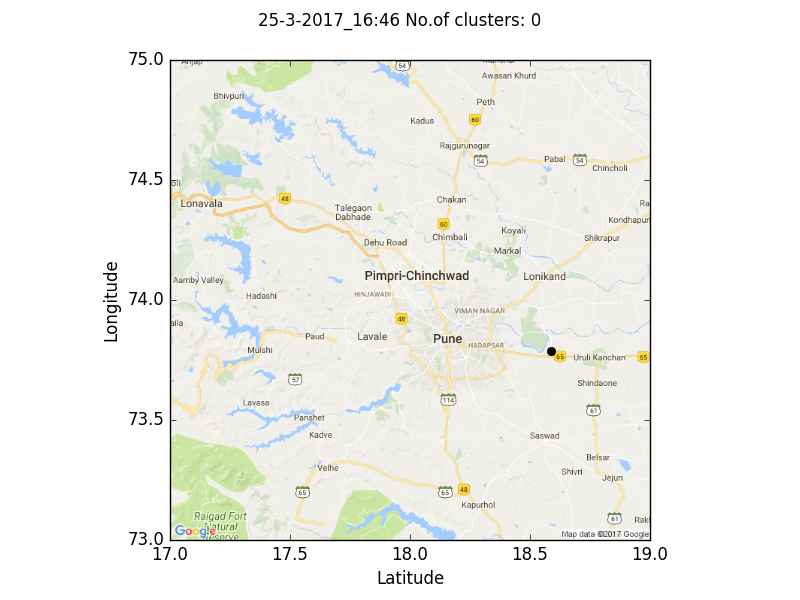 25-3-2017_16:46 No.of clusters: 0
75.0
54
Awasari Khurd
Bhivpuri
Peth
Kadus
60
Rajgurunagar
54
Pabal
54
Chincholi
74.5
Lonavala
48
Talegaon
Dabhade
Chakan
60
Chimbali
Koyali
Kondhapur
Shikrapur
Dehu Road
Markal
Pimpri-Chinchwad
Lonikand
Aamby Valley
Hadashi
HINJAWADI
74.0
VIMAN NAGAR
48
Paud
Lavale
Pune
HADAPSAR
Mulshi
65
Uruli Kanchan
65
57
Shindaone
Lavasa
114
61
73.5
Panshet
Kadve
Saswad
Velhe
Belsar
Shivri
Jejuri
65
65
48
Kapurhol
Raigad Fort
Natural
Reserve
61
Google
Map data ©2017 Google
73.0
17.0
17.5
18.0
18.5
19.0
Longitude
Latitude